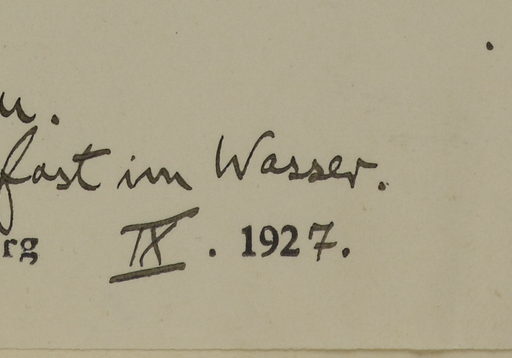 u.
fast im Wasser.
rg IX. 1927.